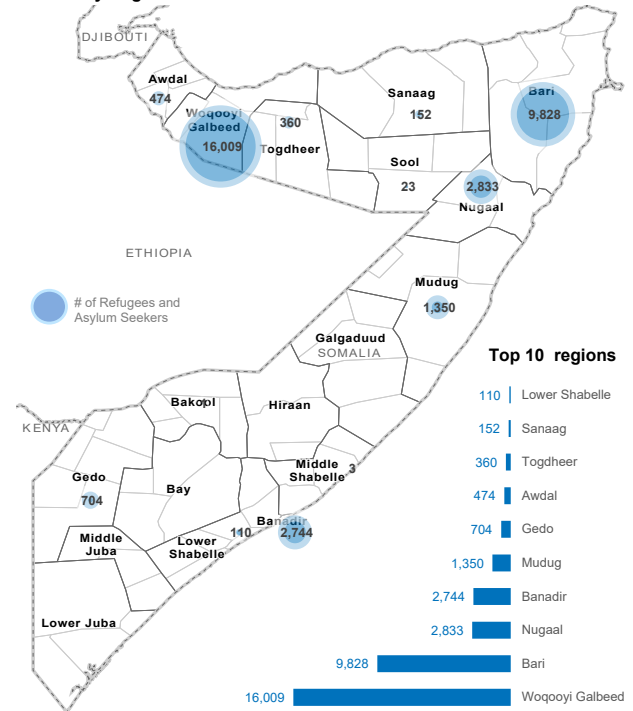 DJIBOUTI
Awdal
474
Woqooyi
Galbeed
16,009
360
Togdheer
Sanaag
152
Bari
9,828
Sool
23
2,833
Nugaal
ETHIOPIA
Mudug
1,350
# of Refugees and
Asylum Seekers
Galgaduud
SOMALIA
Bakool
Hiraan
KENYA
Gedo
704
Bay
Middle
Shabelle
3
Banadir
2,744
110
Middle
Juba
Lower
Shabelle
Lower Juba
Top 10 regions
110 Lower Shabelle
152 Sanaag
360 Togdheer
474 Awdal
704 Gedo
1,350 Mudug
2,744 Banadir
2,833 Nugaal
9,828 Bari
16,009 Woqooyi Galbeed